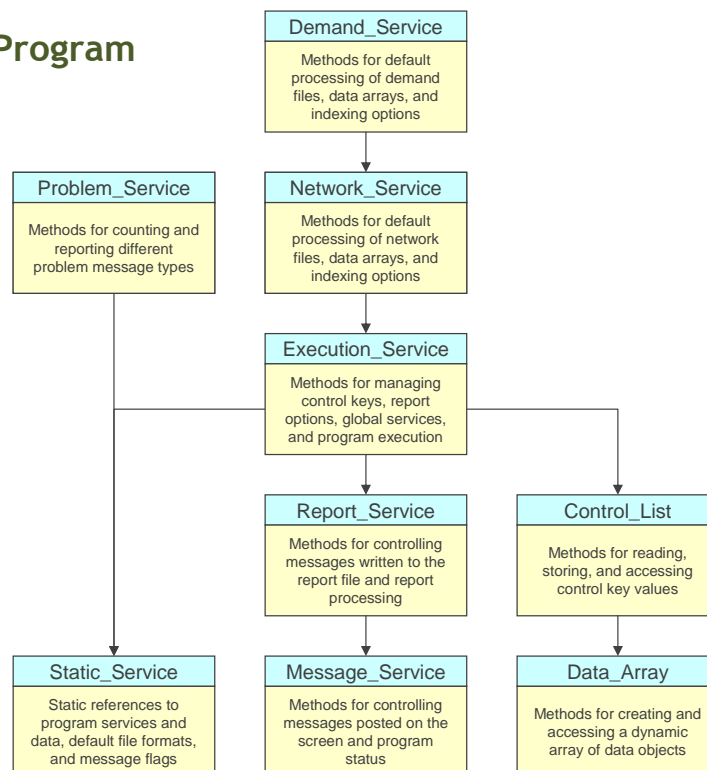 Program
Demand_Service
Methods for default
processing of demand
files, data arrays, and
indexing options
Problem_Service
Methods for counting and
reporting different
problem message types
Network_Service
Methods for default
processing of network
files, data arrays, and
indexing options
Execution_Service
Methods for managing
control keys, report
options, global services,
and program execution
Report_Service
Methods for controlling
messages written to the
report file and report
processing
Control_List
Methods for reading,
storing, and accessing
control key values
Static_Service
Static references to
program services and
data, default file formats,
and message flags
Message_Service
Methods for controlling
messages posted on the
screen and program
status
Data_Array
Methods for creating and
accessing a dynamic
array of data objects